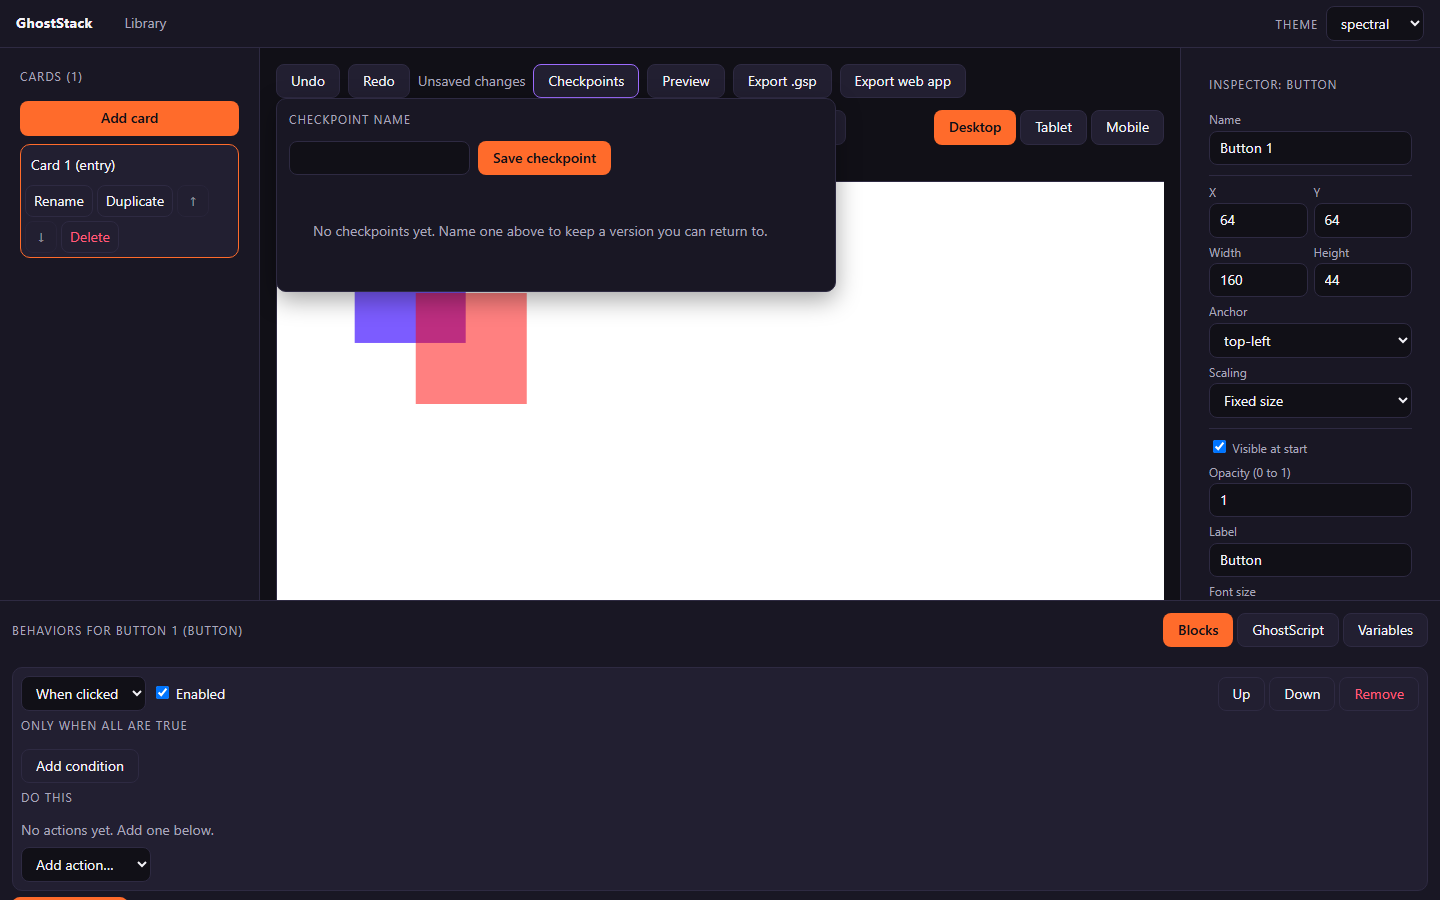 GhostStack
Library
THEME
spectral
CARDS (1)
Add card
Card 1 (entry)
Rename
Duplicate
↑
↓
Delete
Undo
Redo
Unsaved changes
Checkpoints
Preview
Export .gsp
Export web app
CHECKPOINT NAME
Save checkpoint
No checkpoints yet. Name one above to keep a version you can return to.
Desktop
Tablet
Mobile
INSPECTOR: BUTTON
Name
Button 1
X
Y
64
64
Width
Height
160
44
Anchor
top-left
Scaling
Fixed size
Visible at start
Opacity (0 to 1)
1
Label
Button
Font size
BEHAVIORS FOR BUTTON 1 (BUTTON)
Blocks
GhostScript
Variables
When clicked
Enabled
Up
Down
Remove
ONLY WHEN ALL ARE TRUE
Add condition
DO THIS
No actions yet. Add one below.
Add action...